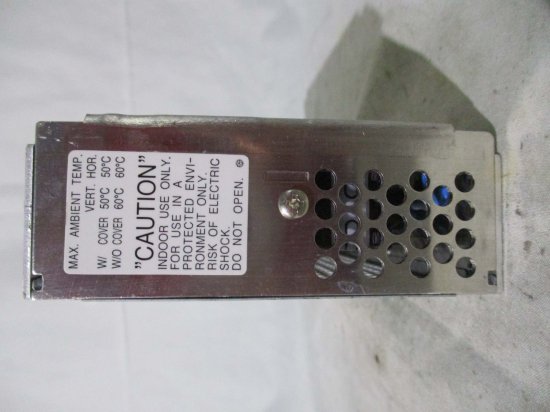 MAX. AMBIENT TEMP.
VERT. HOR.
W/ COVER 50℃ 50℃
W/O COVER 60℃ 60℃
"CAUTION"
INDOOR USE ONLY.
FOR USE IN A
PROTECTED ENVI-
RONMENT ONLY.
RISK OF ELECTRIC
SHOCK.
DO NOT OPEN.